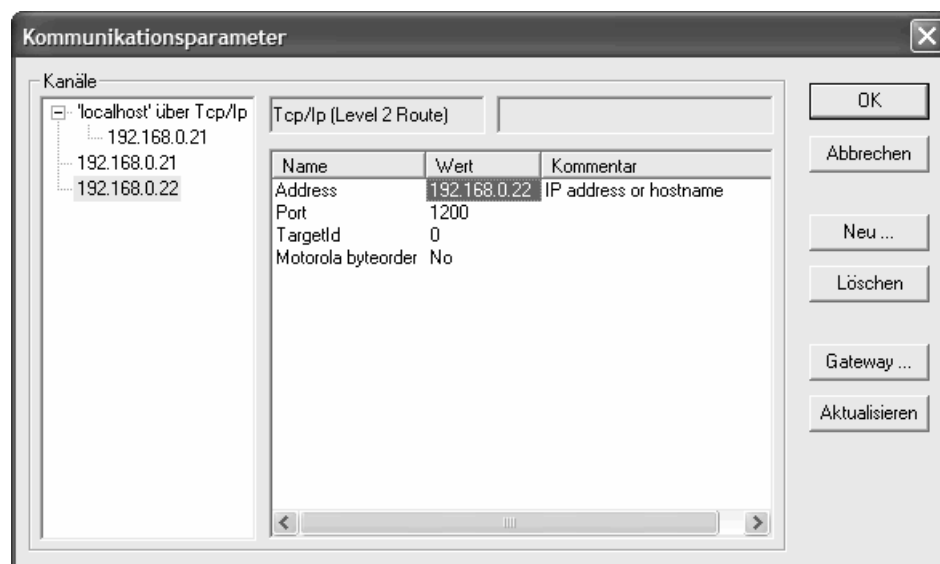 Kommunikationsparameter
Kanäle
'localhost' über Tcp/Ip
192.168.0.21
192.168.0.21
192.168.0.22
Tcp/Ip (Level 2 Route)
Name Wert Kommentar
Address 192.168.0.22 IP address or hostname
Port 1200
TargetId 0
Motorola byteorder No
OK
Abbrechen
Neu ...
Löschen
Gateway ...
Aktualisieren